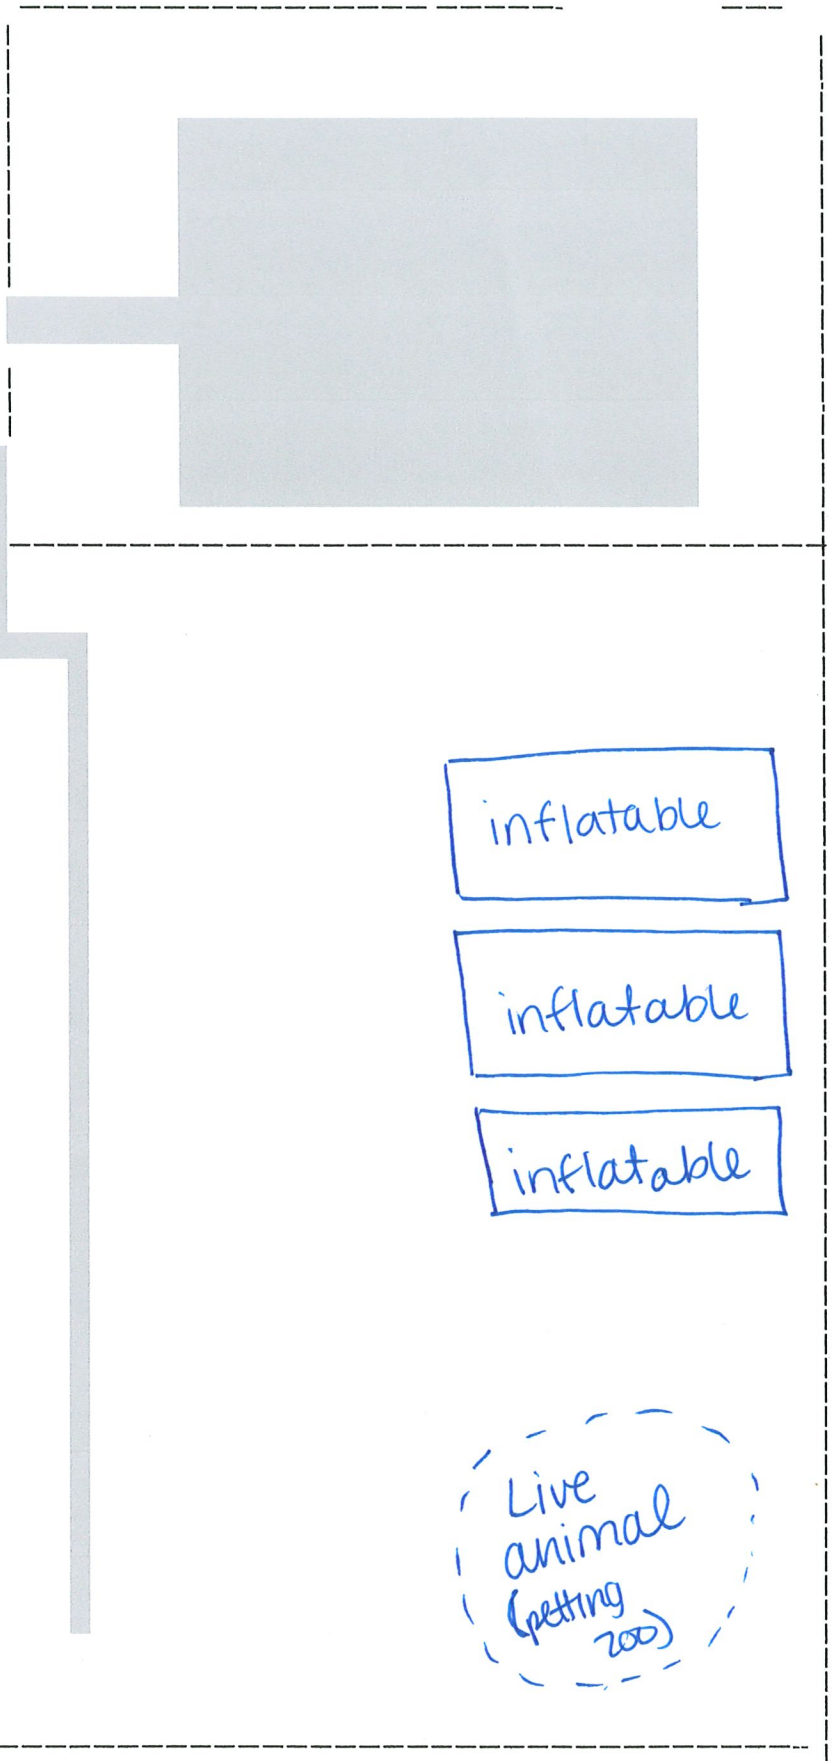 inflatable
inflatable
inflatable
Live
animal
(petting
zoo)